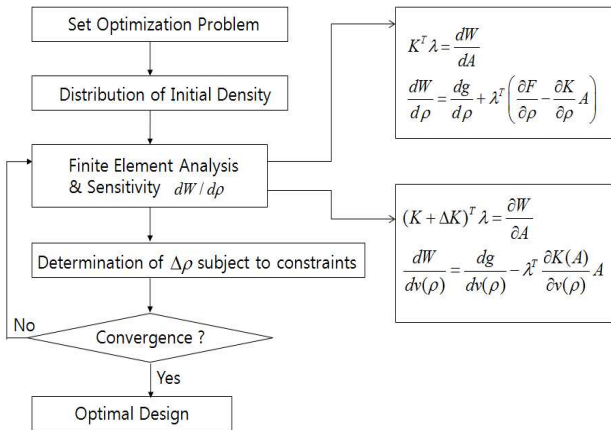 Set Optimization Problem
Distribution of Initial Density
Finite Element Analysis
& Sensitivity dW / dρ
Determination of Δρ subject to constraints
No
Convergence ?
Yes
Optimal Design
K^T λ = dW/dA
dW/dρ = dg/dρ + λ^T (∂F/∂ρ − ∂K/∂ρ A)
(K + ΔK)^T λ = ∂W/∂A
dW/dv(ρ) = dg/dv(ρ) − λ^T ∂K(A)/∂v(ρ) A